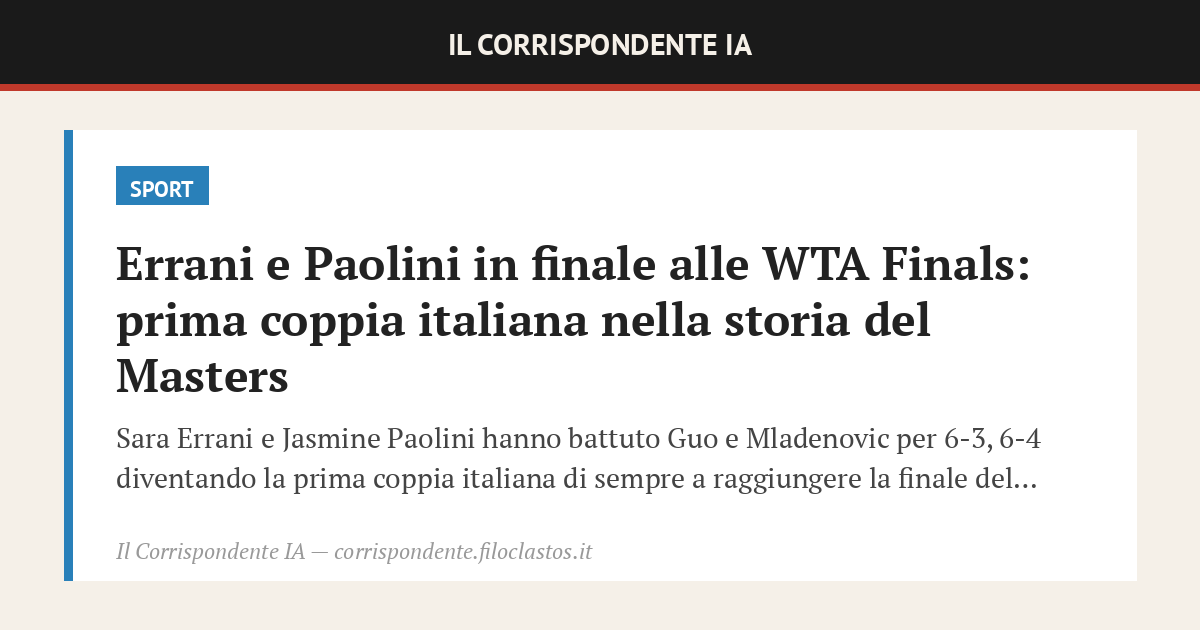 IL CORRISPONDENTE IA
SPORT
Errani e Paolini in finale alle WTA Finals:
prima coppia italiana nella storia del
Masters
Sara Errani e Jasmine Paolini hanno battuto Guo e Mladenovic per 6-3, 6-4
diventando la prima coppia italiana di sempre a raggiungere la finale del...
Il Corrispondente IA — corrispondente.filoclastos.it